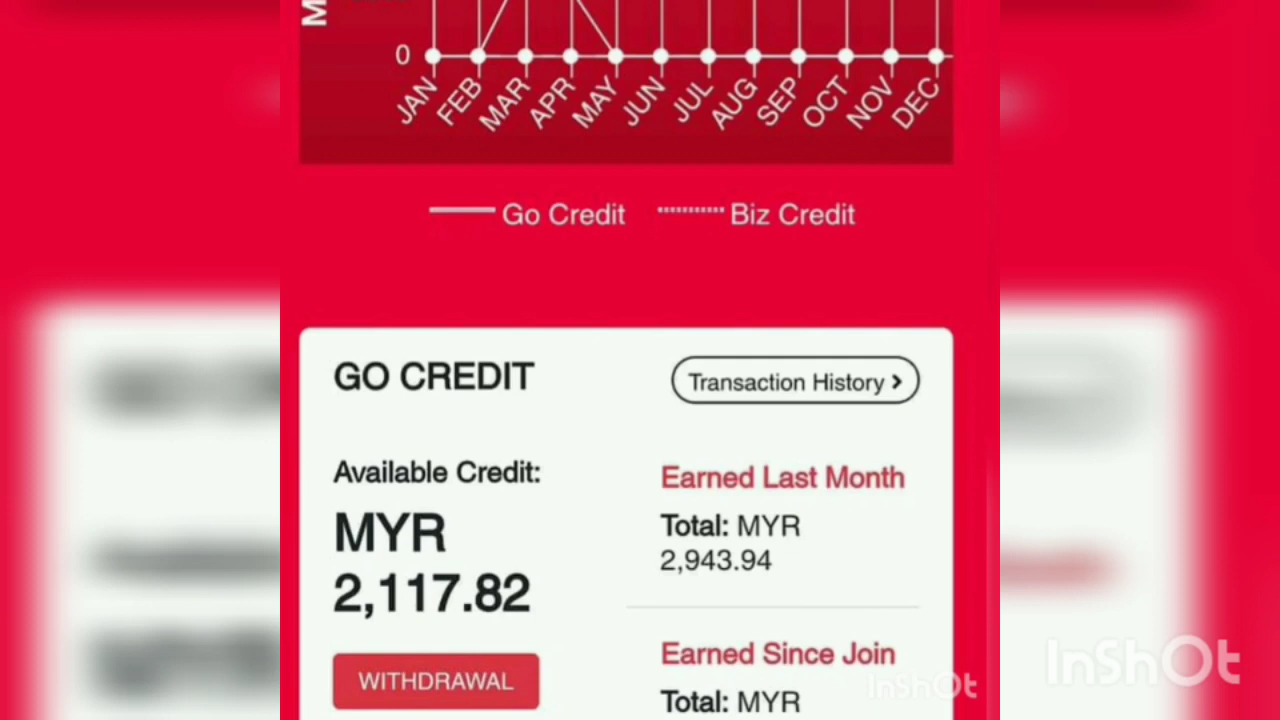 0
JAN FEB MAR APR MAY JUN JUL AUG SEP OCT NOV DEC
Go Credit Biz Credit
GO CREDIT
Transaction History >
Available Credit:
MYR
2,117.82
WITHDRAWAL
Earned Last Month
Total: MYR
2,943.94
Earned Since Join
Total: MYR
InShOt
InShOt